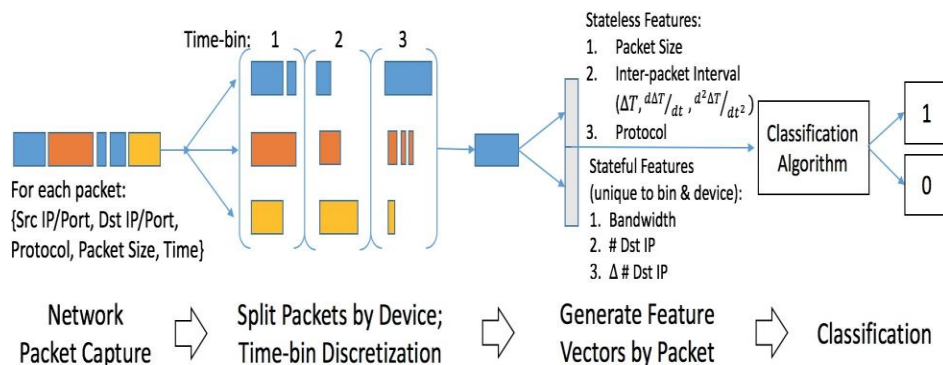 Time-bin: 1 2 3
For each packet:
{Src IP/Port, Dst IP/Port,
Protocol, Packet Size, Time}
Stateless Features:
1. Packet Size
2. Inter-packet Interval
(ΔT, dΔT/dt, d²ΔT/dt²)
3. Protocol
Stateful Features
(unique to bin & device):
1. Bandwidth
2. # Dst IP
3. Δ # Dst IP
Classification
Algorithm
1
0
Network
Packet Capture
Split Packets by Device;
Time-bin Discretization
Generate Feature
Vectors by Packet
Classification